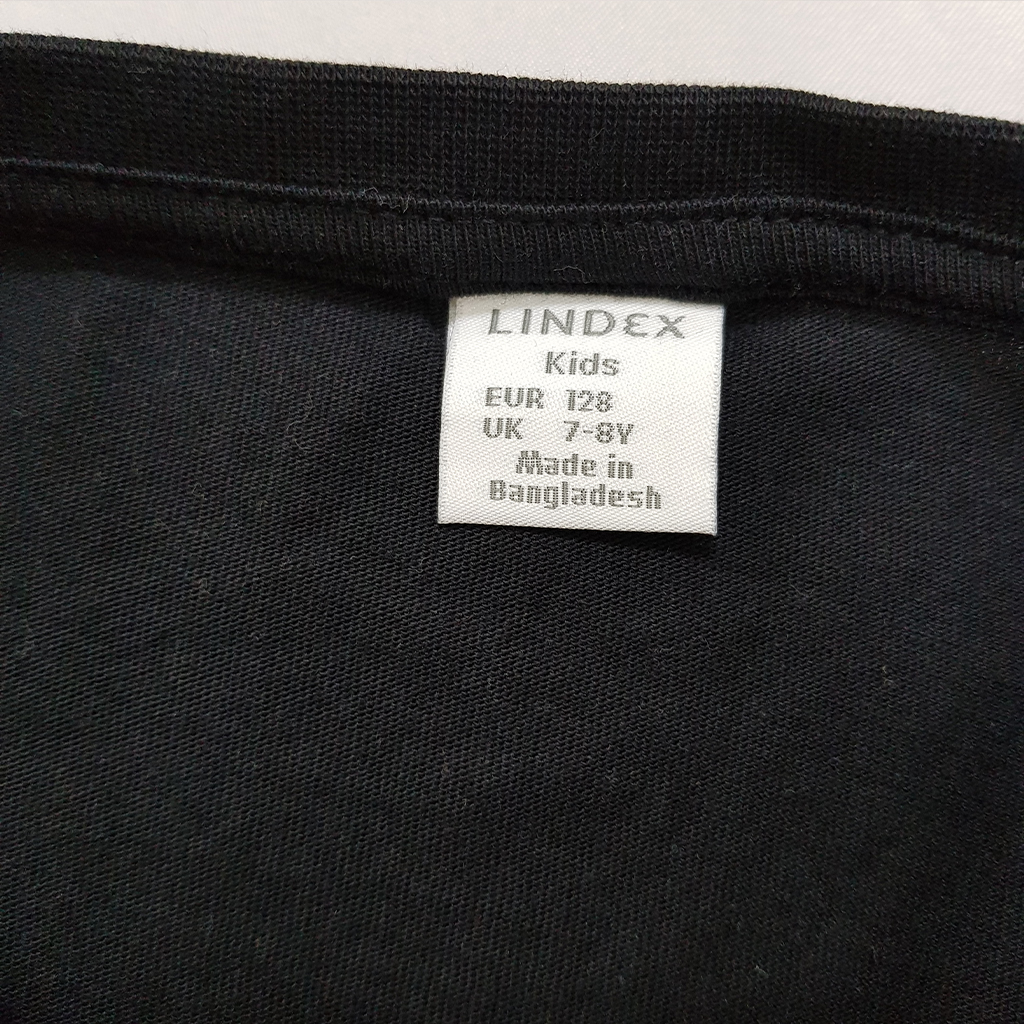 LINDEX
Kids
EUR 128
UK 7-8Y
Made in
Bangladesh